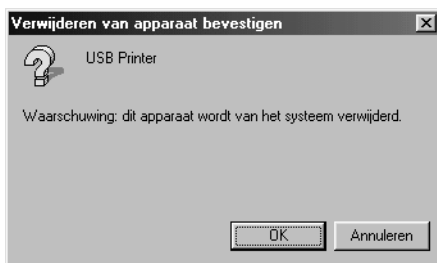 Verwijderen van apparaat bevestigen
USB Printer
Waarschuwing: dit apparaat wordt van het systeem verwijderd.
OK
Annuleren